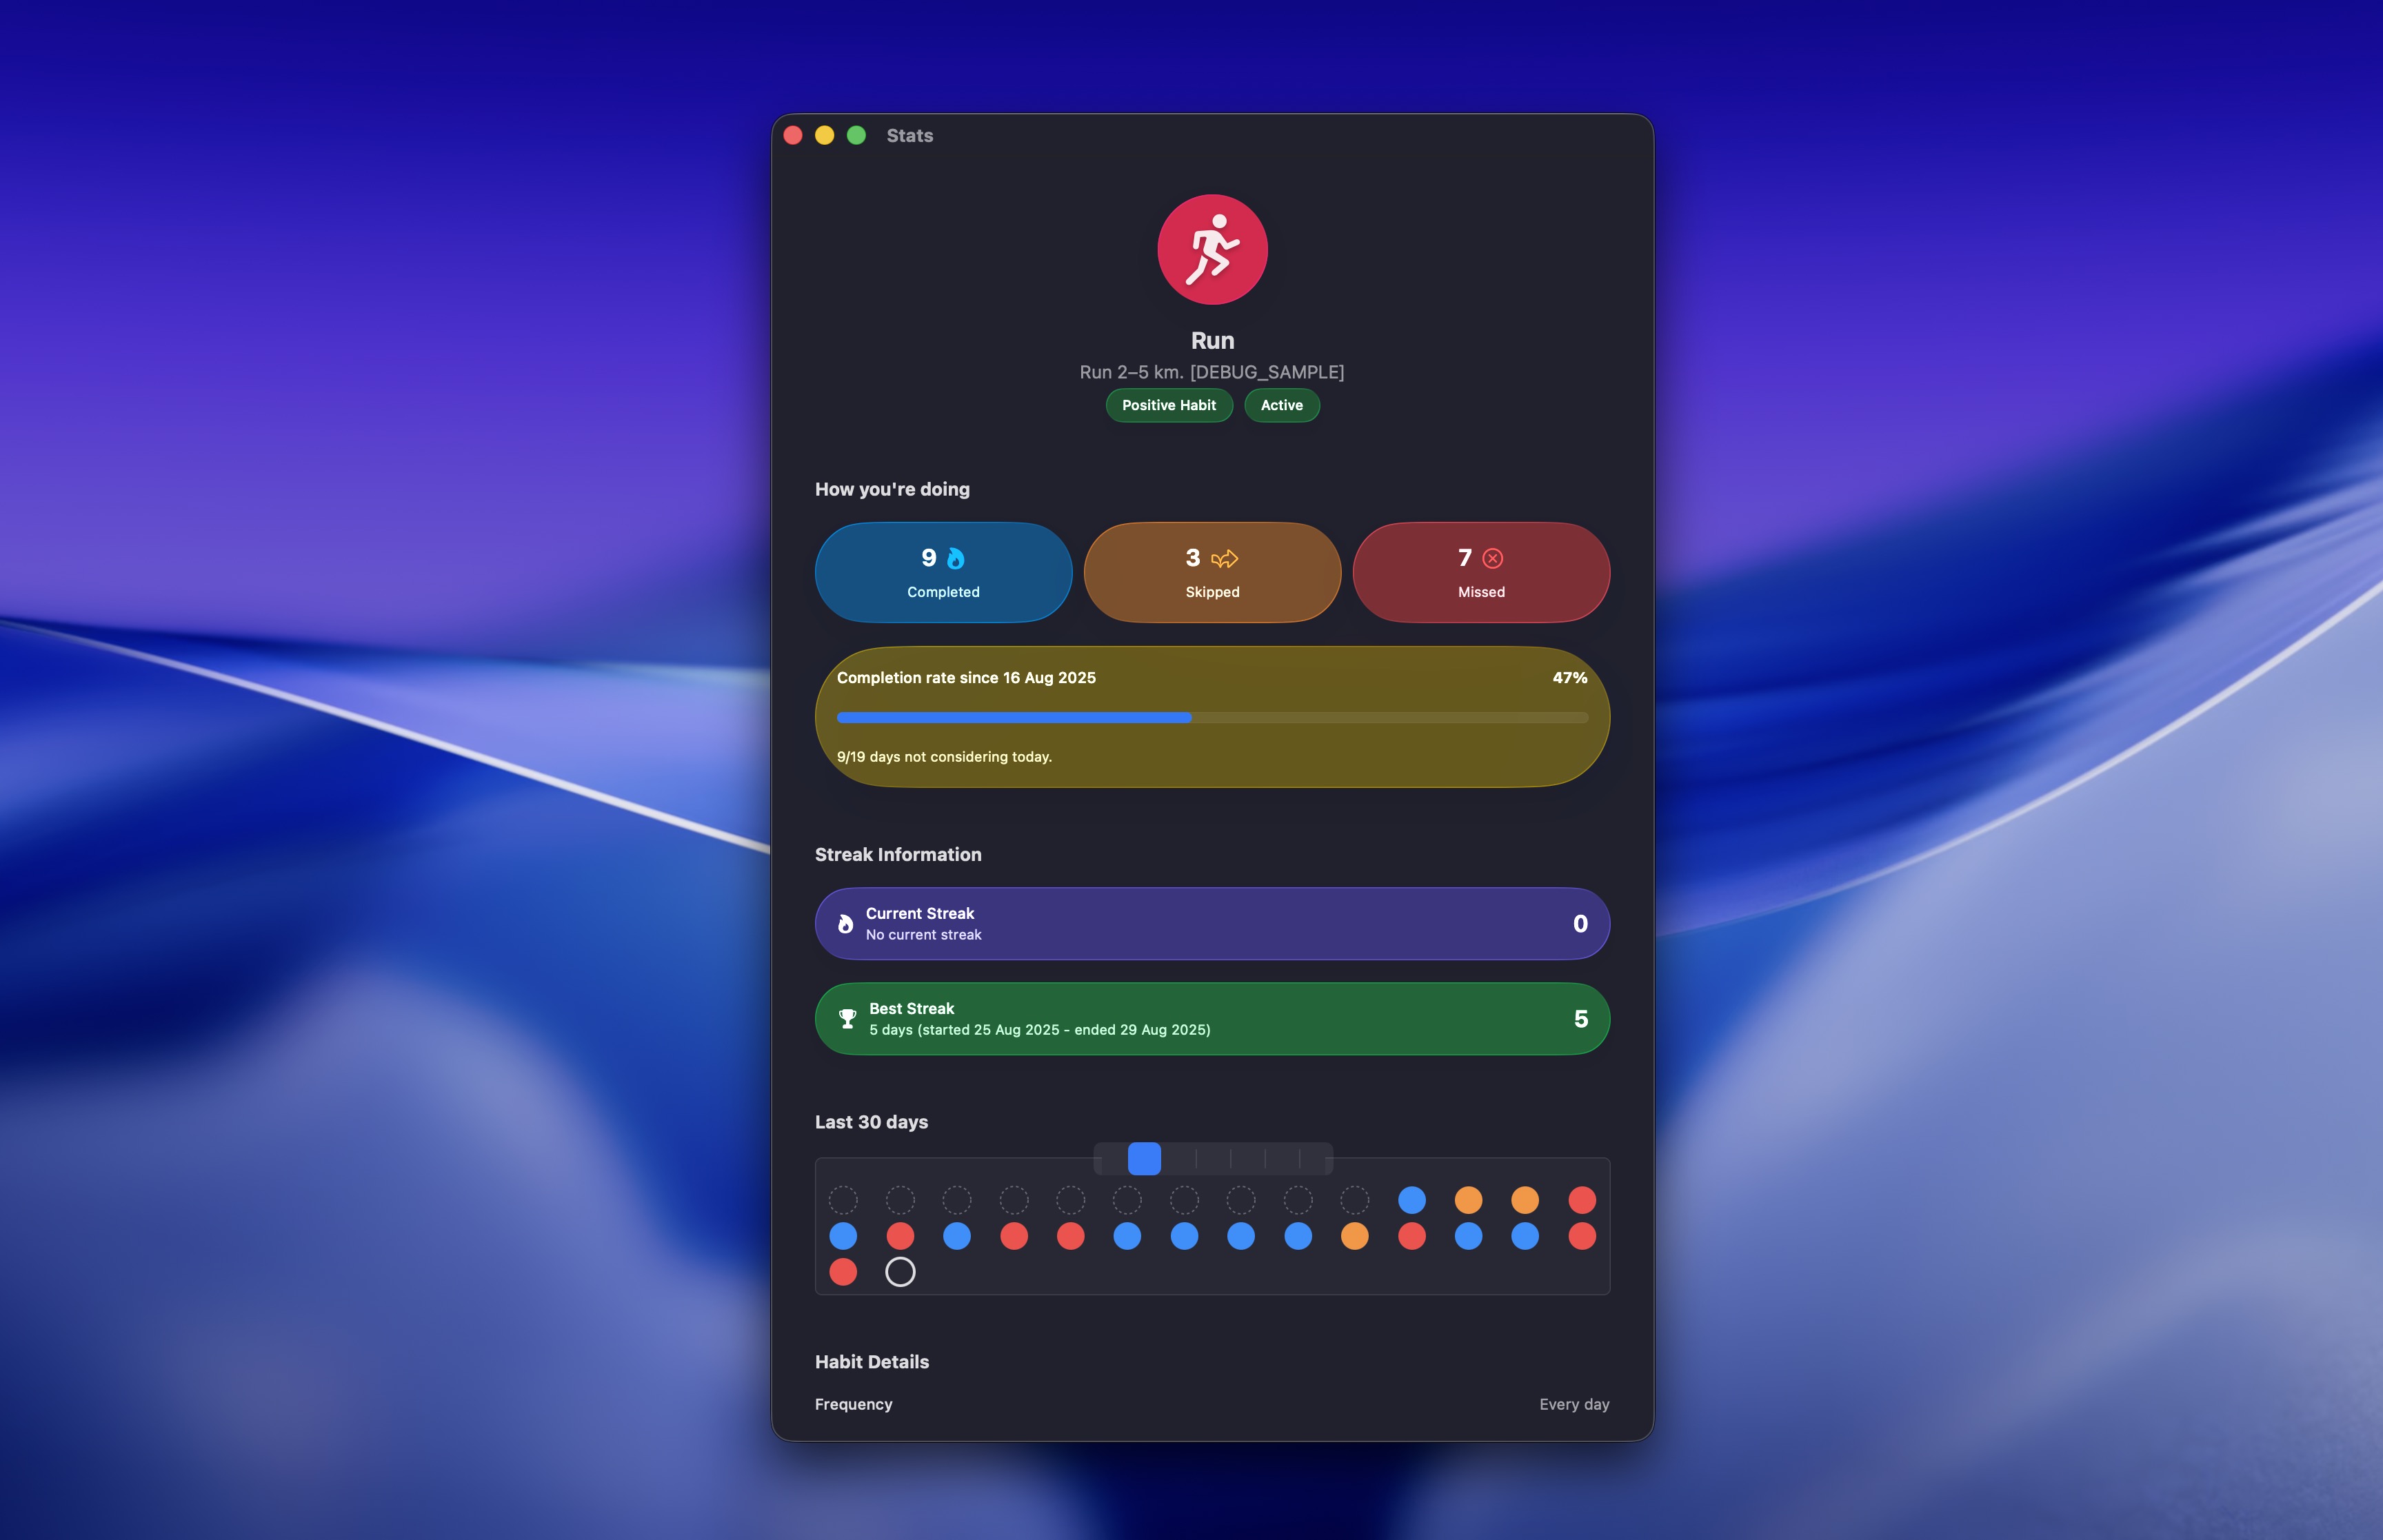 Stats
Run
Run 2–5 km. [DEBUG_SAMPLE]
Positive Habit
Active
How you're doing
9
Completed
3
Skipped
7
Missed
Completion rate since 16 Aug 2025
47%
9/19 days not considering today.
Streak Information
Current Streak
No current streak
0
Best Streak
5 days (started 25 Aug 2025 - ended 29 Aug 2025)
5
Last 30 days
Habit Details
Frequency
Every day